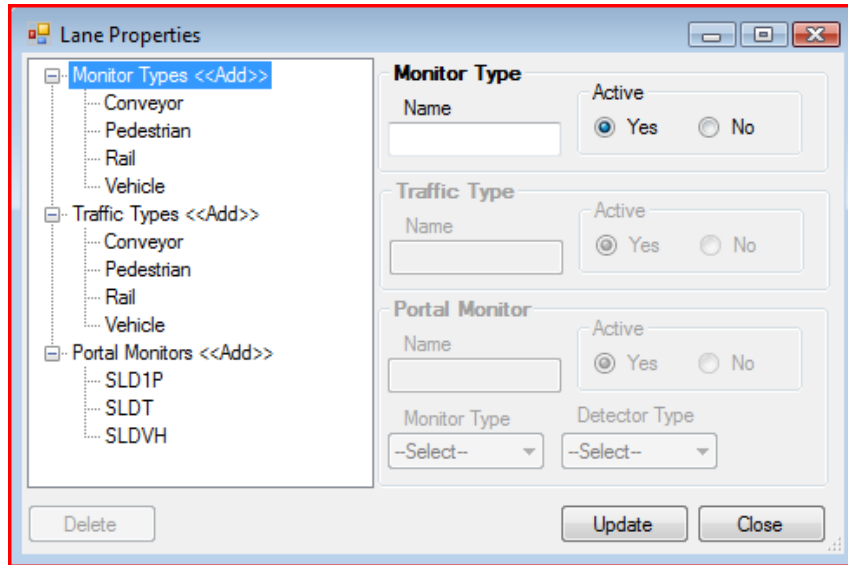 Lane Properties
Monitor Types <<Add>>
Conveyor
Pedestrian
Rail
Vehicle
Traffic Types <<Add>>
Conveyor
Pedestrian
Rail
Vehicle
Portal Monitors <<Add>>
SLD1P
SLDT
SLDVH
Monitor Type
Name
Active
Yes No
Traffic Type
Name
Active
Yes No
Portal Monitor
Name
Active
Yes No
Monitor Type Detector Type
--Select-- --Select--
Delete Update Close